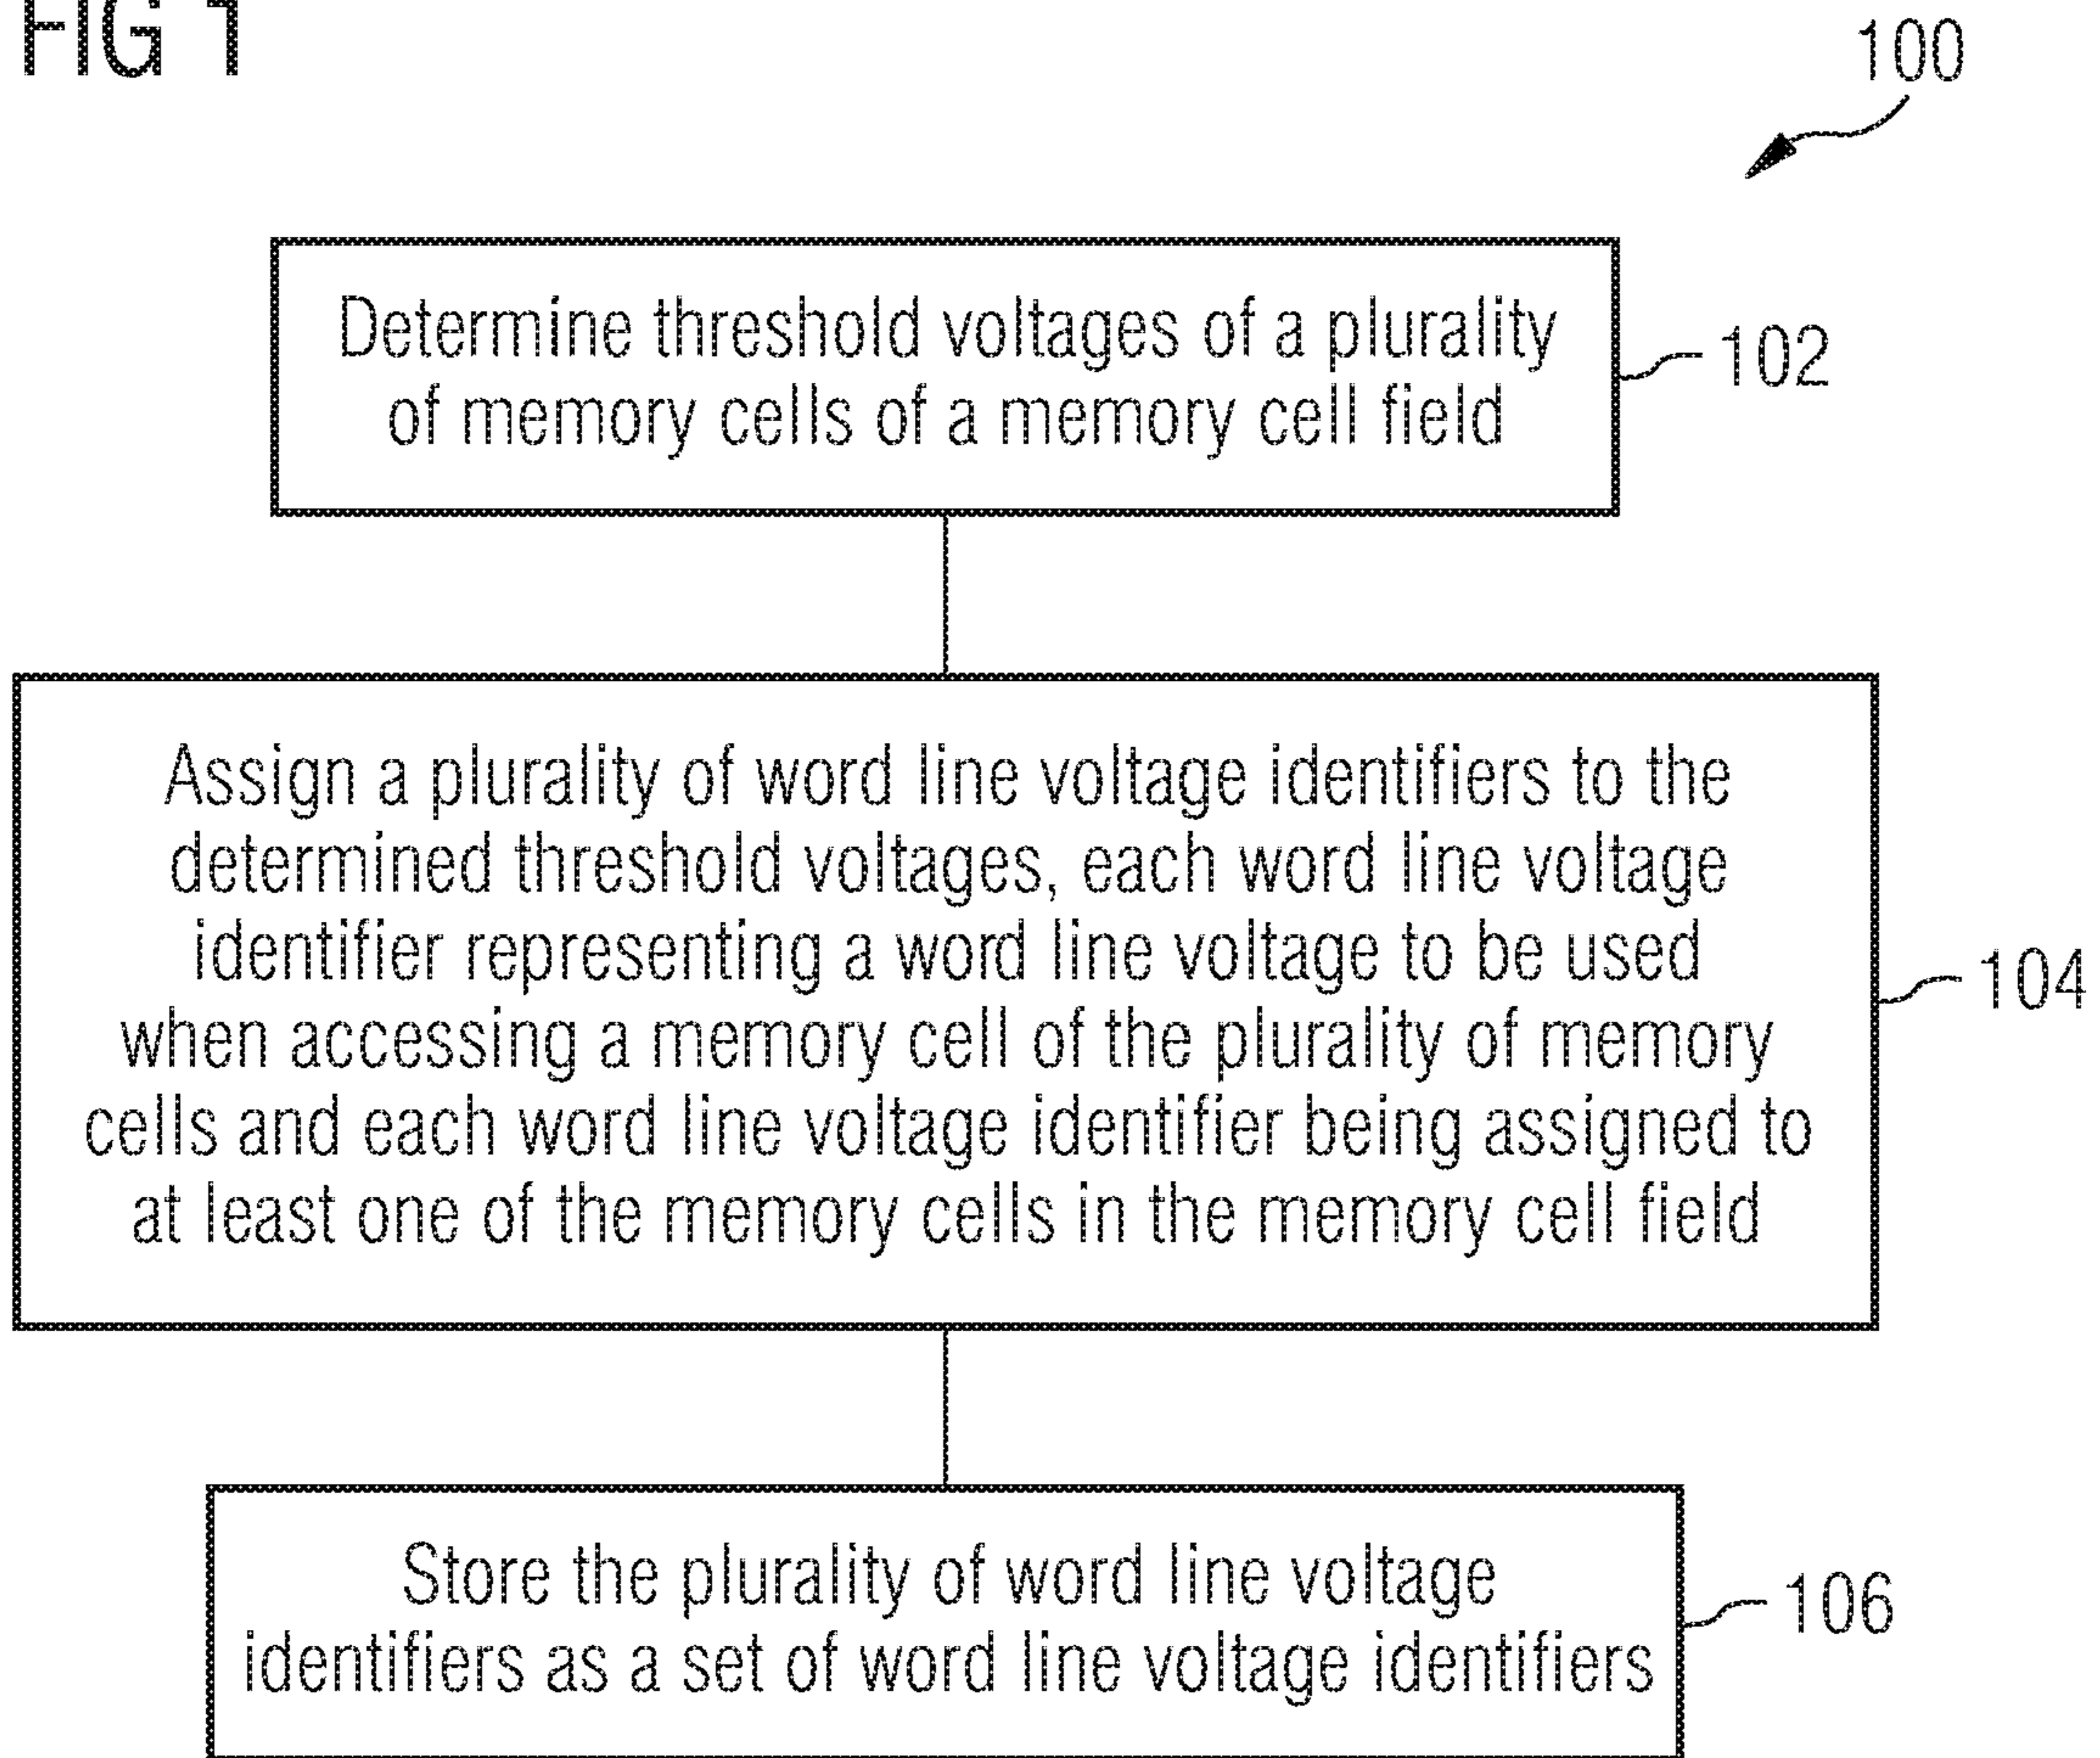 FIG 1
100
Determine threshold voltages of a plurality
of memory cells of a memory cell field
102
Assign a plurality of word line voltage identifiers to the
determined threshold voltages, each word line voltage
identifier representing a word line voltage to be used
when accessing a memory cell of the plurality of memory
cells and each word line voltage identifier being assigned to
at least one of the memory cells in the memory cell field
104
Store the plurality of word line voltage
identifiers as a set of word line voltage identifiers
106